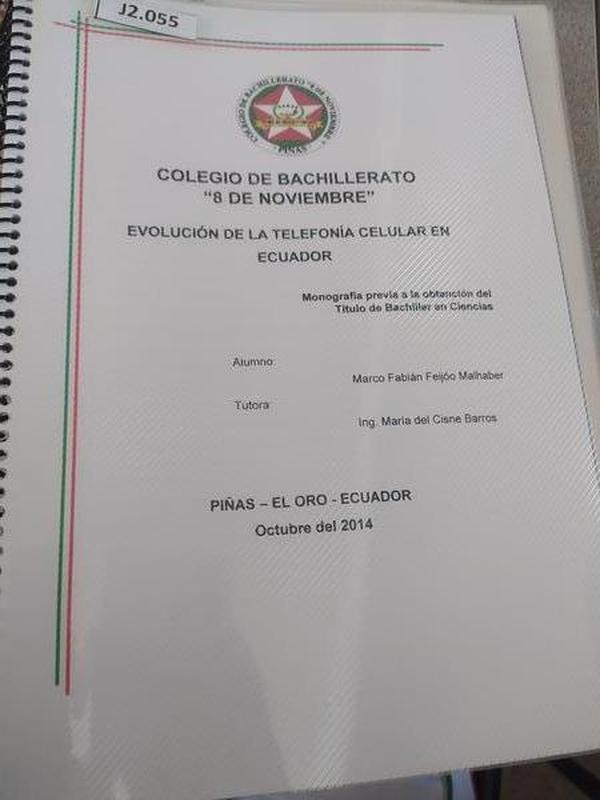 J2.055
COLEGIO DE BACHILLERATO "8 DE NOVIEMBRE"
PIÑAS
COLEGIO DE BACHILLERATO
“8 DE NOVIEMBRE”
EVOLUCIÓN DE LA TELEFONÍA CELULAR EN
ECUADOR
Monografía previa a la obtención del
Título de Bachiller en Ciencias
Alumno:
Marco Fabián Feijóo Malhaber
Tutora:
Ing. María del Cisne Barros
PIÑAS – EL ORO - ECUADOR
Octubre del 2014